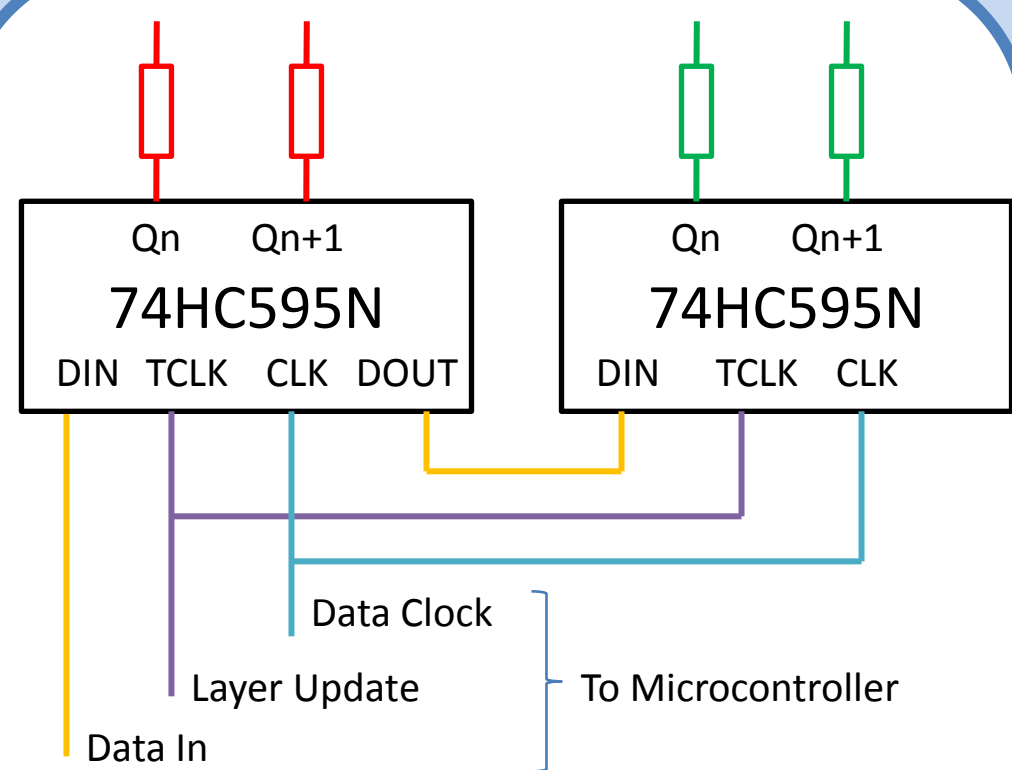 Qn Qn+1
74HC595N
DIN TCLK CLK DOUT
Qn Qn+1
74HC595N
DIN TCLK CLK
Data Clock
Layer Update
Data In
To Microcontroller